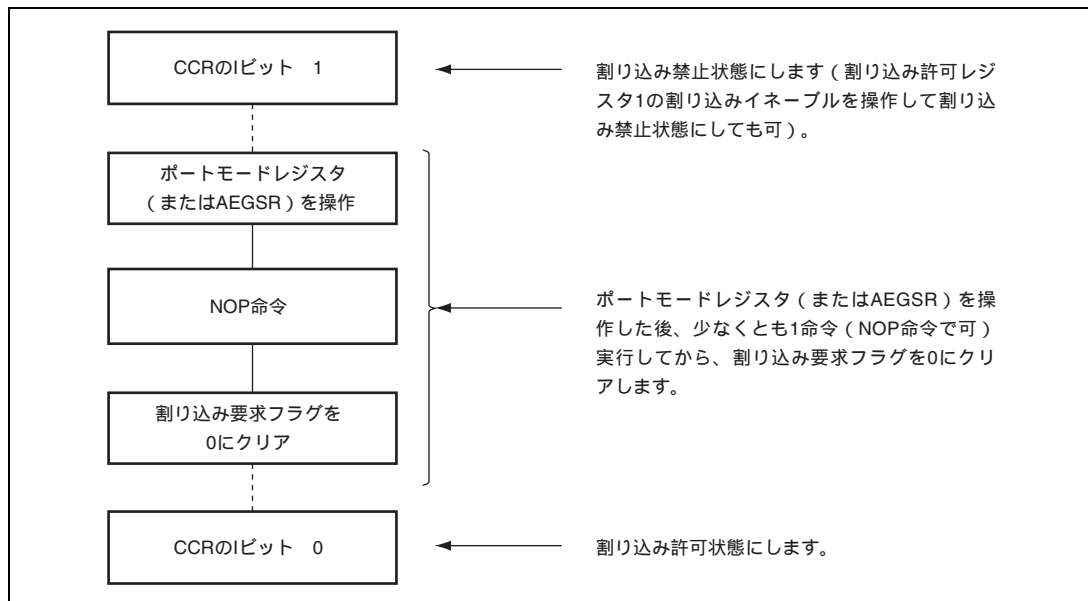 CCRのIビット　1
割り込み禁止状態にします（割り込み許可レジ
スタ1の割り込みイネーブルを操作して割り込
み禁止状態にしても可）。
ポートモードレジスタ
（またはAEGSR）を操作
NOP命令
ポートモードレジスタ（またはAEGSR）を操
作した後、少なくとも1命令（NOP命令で可）
実行してから、割り込み要求フラグを0にクリ
アします。
割り込み要求フラグを
0にクリア
CCRのIビット　0
割り込み許可状態にします。